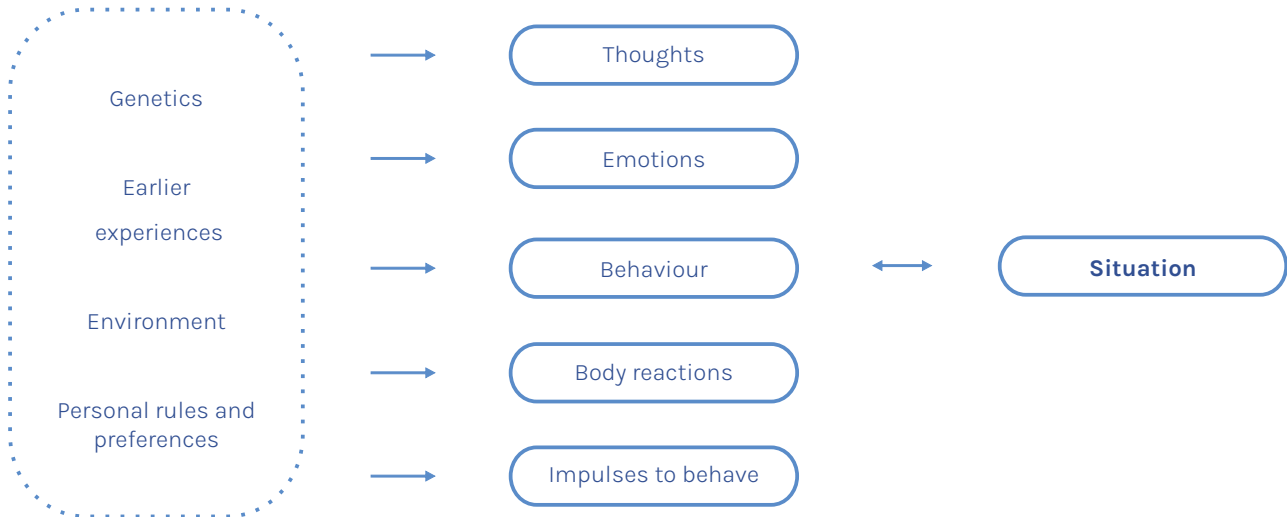 Genetics
Earlier
experiences
Environment
Personal rules and
preferences
Thoughts
Emotions
Behaviour
Body reactions
Impulses to behave
Situation